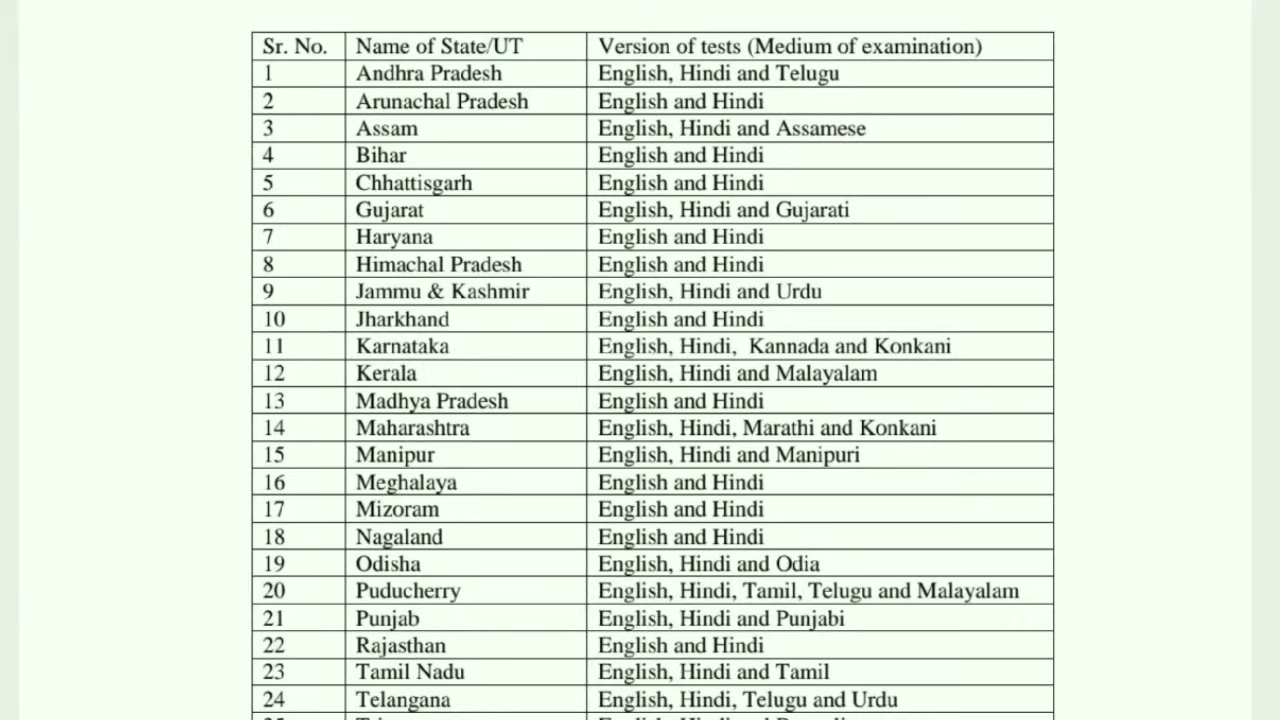 Sr. No. Name of State/UT Version of tests (Medium of examination)
1 Andhra Pradesh English, Hindi and Telugu
2 Arunachal Pradesh English and Hindi
3 Assam English, Hindi and Assamese
4 Bihar English and Hindi
5 Chhattisgarh English and Hindi
6 Gujarat English, Hindi and Gujarati
7 Haryana English and Hindi
8 Himachal Pradesh English and Hindi
9 Jammu & Kashmir English, Hindi and Urdu
10 Jharkhand English and Hindi
11 Karnataka English, Hindi, Kannada and Konkani
12 Kerala English, Hindi and Malayalam
13 Madhya Pradesh English and Hindi
14 Maharashtra English, Hindi, Marathi and Konkani
15 Manipur English, Hindi and Manipuri
16 Meghalaya English and Hindi
17 Mizoram English and Hindi
18 Nagaland English and Hindi
19 Odisha English, Hindi and Odia
20 Puducherry English, Hindi, Tamil, Telugu and Malayalam
21 Punjab English, Hindi and Punjabi
22 Rajasthan English and Hindi
23 Tamil Nadu English, Hindi and Tamil
24 Telangana English, Hindi, Telugu and Urdu